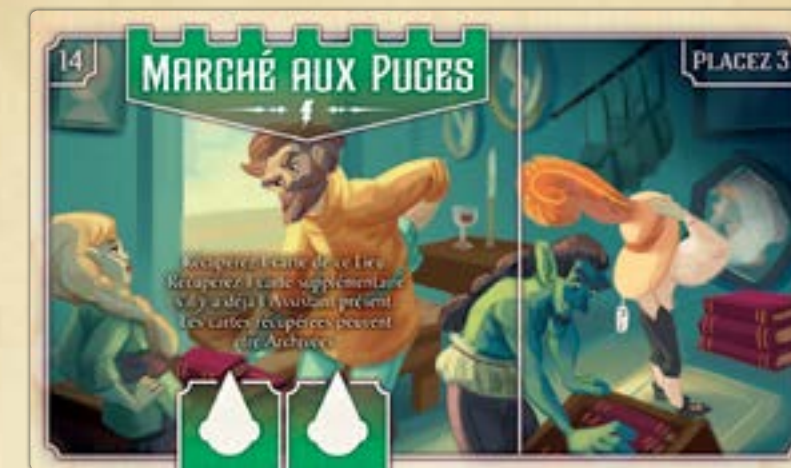 14
MARCHÉ AUX PUCES
PLACEZ 3
Récupérez 1 carte de ce Lieu
Récupérez 1 carte supplémentaire
s'il y a déjà 1 Assistant présent
Les cartes récupérées peuvent
être Archivées